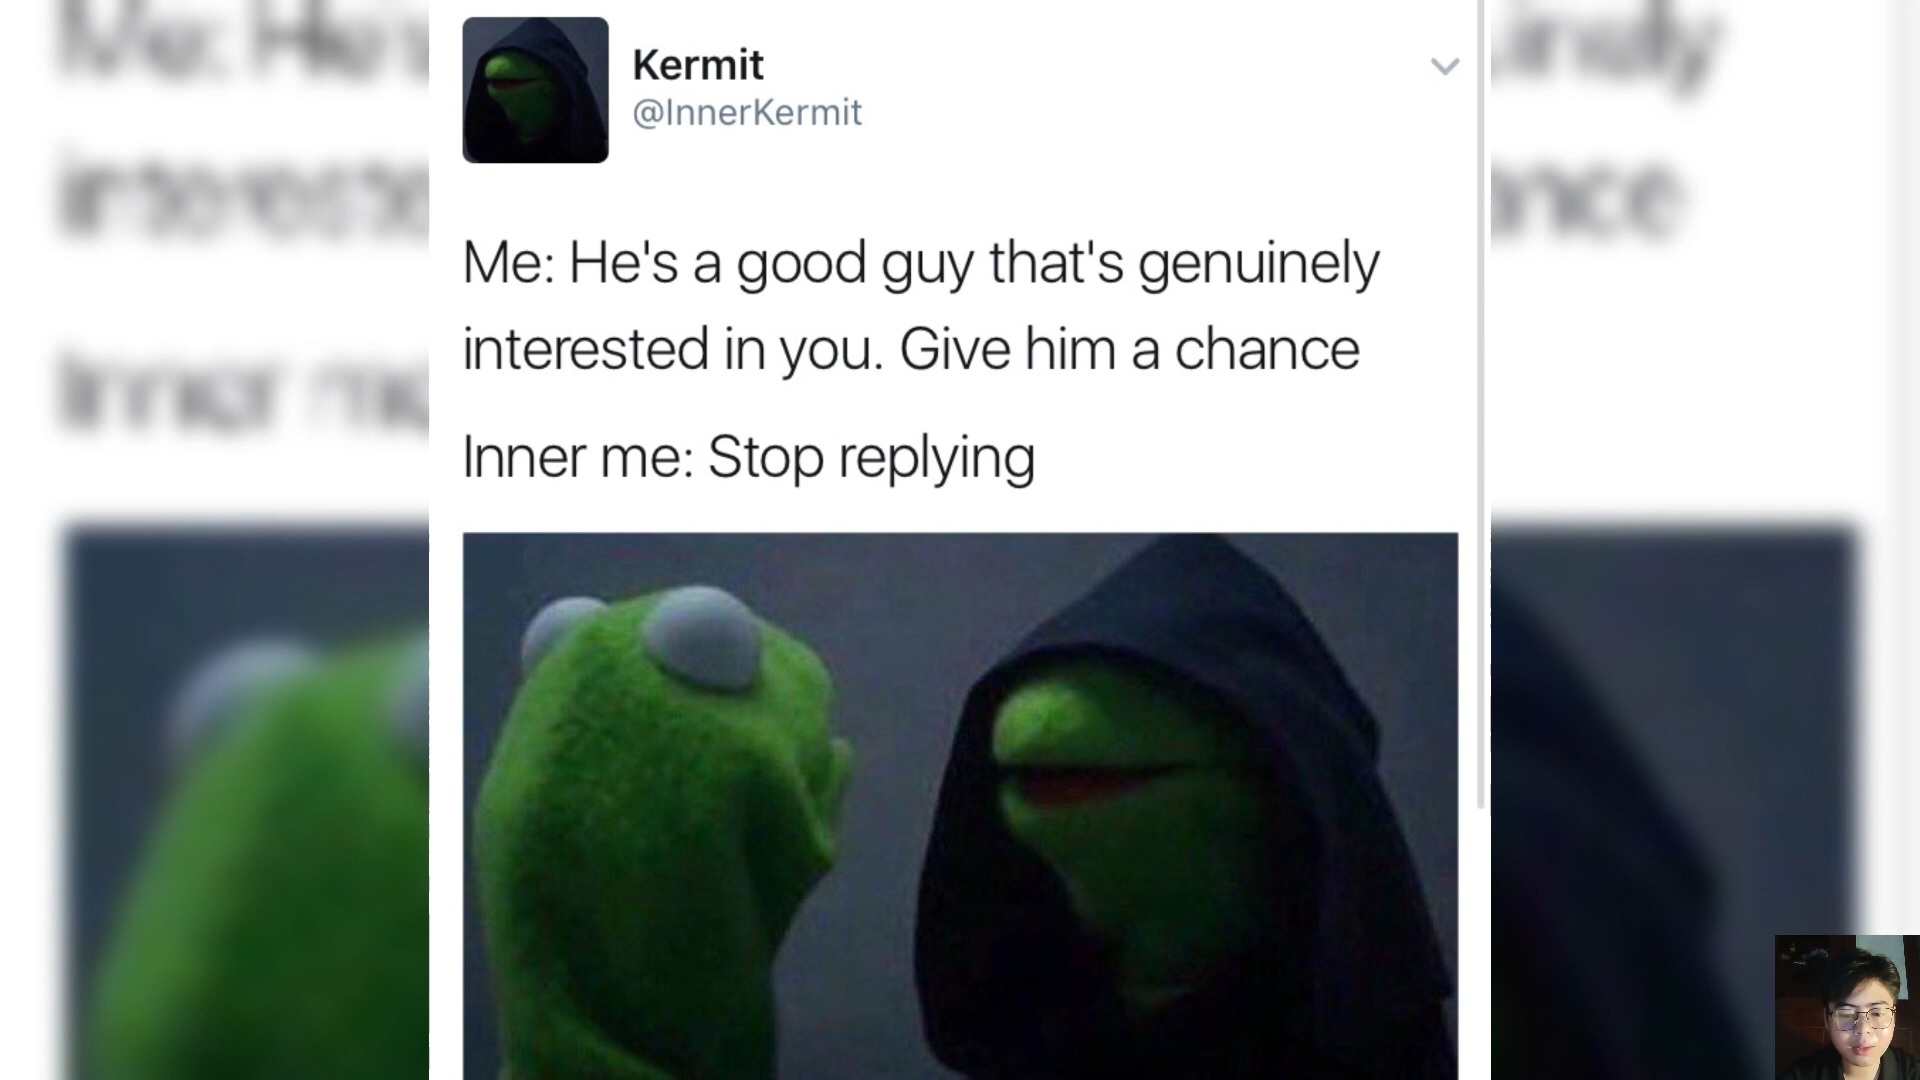 Kermit
@InnerKermit
Me: He's a good guy that's genuinely
interested in you. Give him a chance
Inner me: Stop replying